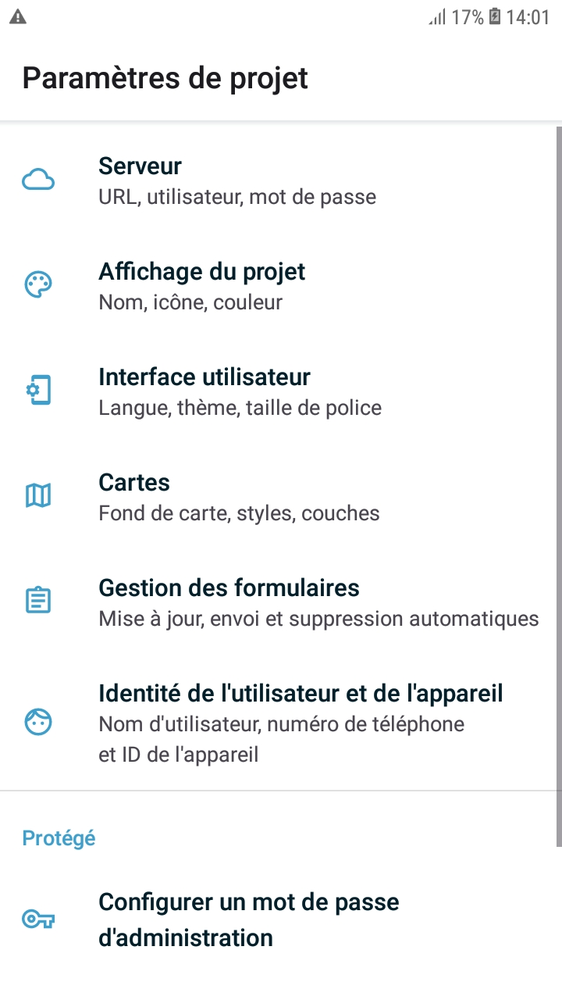 17% 14:01
Paramètres de projet
Serveur
URL, utilisateur, mot de passe
Affichage du projet
Nom, icône, couleur
Interface utilisateur
Langue, thème, taille de police
Cartes
Fond de carte, styles, couches
Gestion des formulaires
Mise à jour, envoi et suppression automatiques
Identité de l'utilisateur et de l'appareil
Nom d'utilisateur, numéro de téléphone
et ID de l'appareil
Protégé
Configurer un mot de passe
d'administration